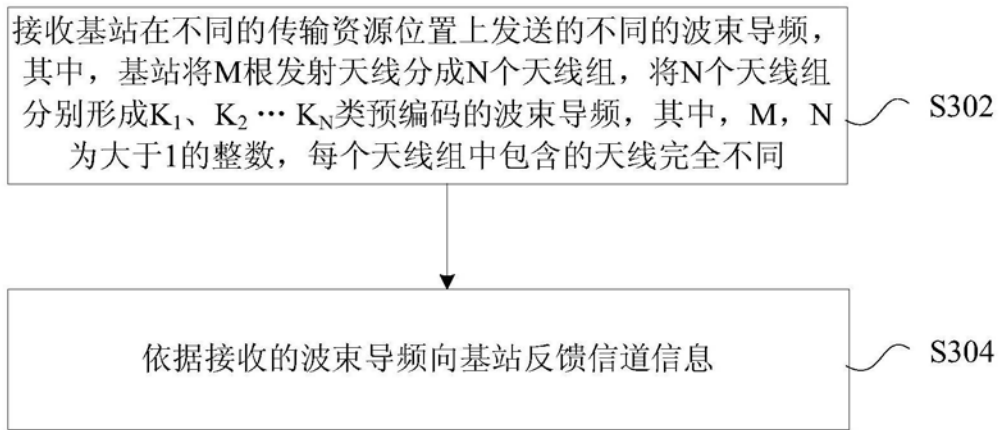 接收基站在不同的传输资源位置上发送的不同的波束导频，
其中，基站将M根发射天线分成N个天线组，将N个天线组
分别形成K₁、K₂…K_N类预编码的波束导频，其中，M，N
为大于1的整数，每个天线组中包含的天线完全不同
S302
依据接收的波束导频向基站反馈信道信息
S304